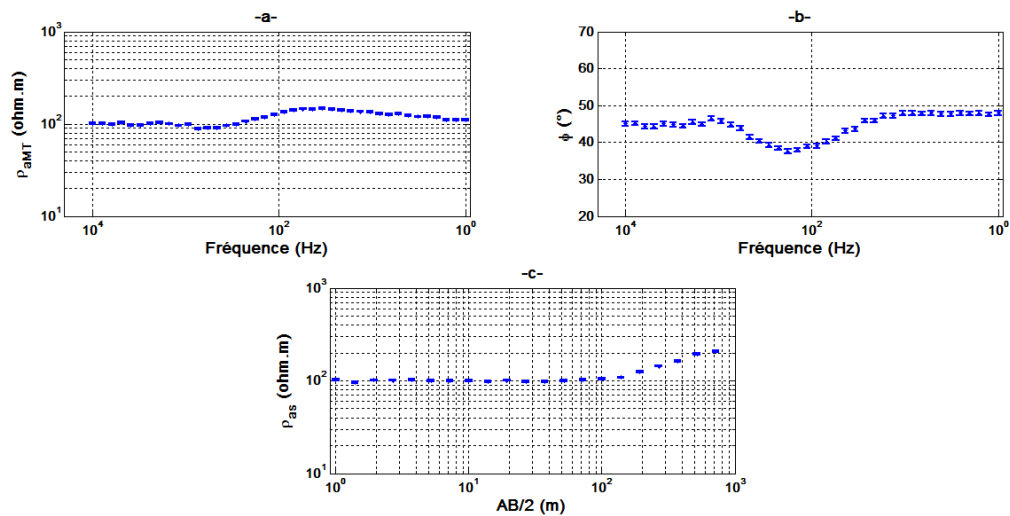 -a-
ρaMT (ohm.m)
10³
10²
10¹
10⁴
10²
10⁰
Fréquence (Hz)
-b-
ϕ (°)
70
60
50
40
30
20
10⁴
10²
10⁰
Fréquence (Hz)
-c-
ρas (ohm.m)
10³
10²
10¹
10⁰
10¹
10²
10³
AB/2 (m)